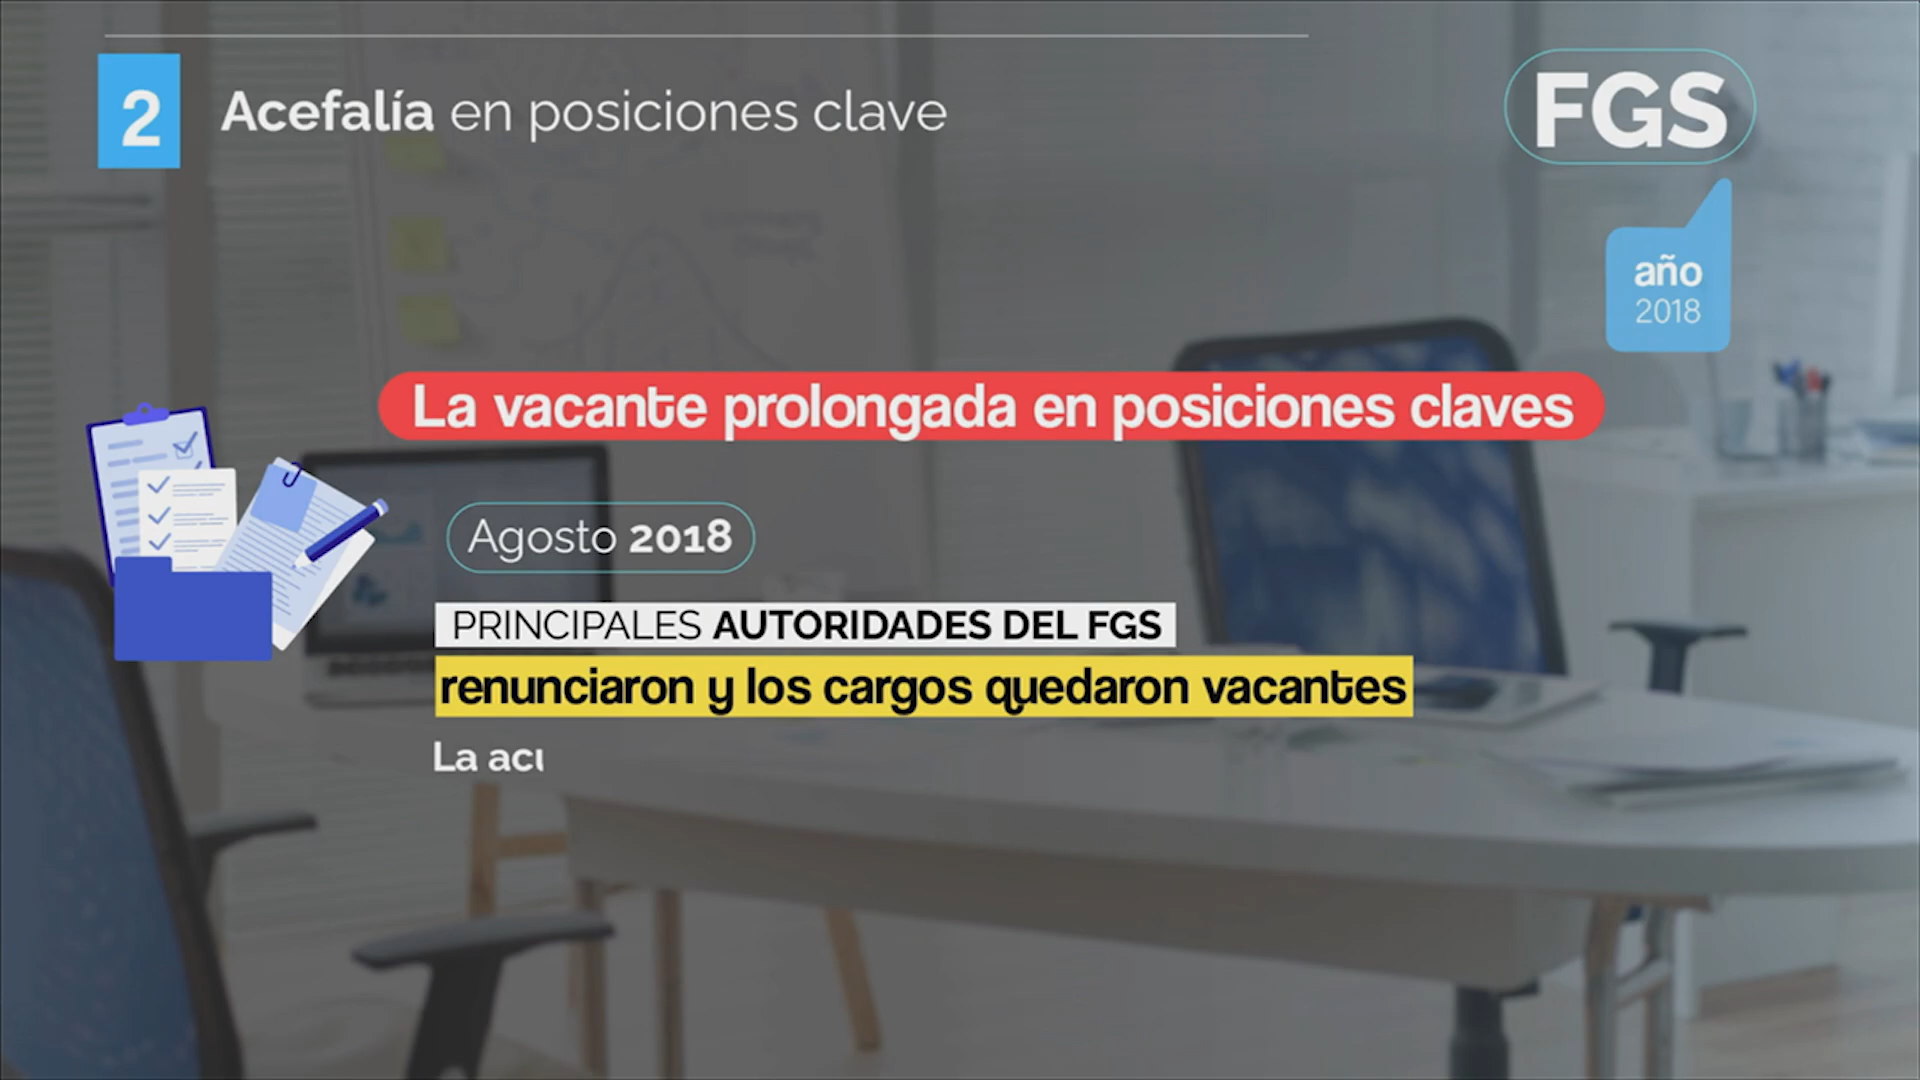 2
Acefalía en posiciones clave
FGS
año
2018
La vacante prolongada en posiciones claves
Agosto 2018
PRINCIPALES AUTORIDADES DEL FGS
renunciaron y los cargos quedaron vacantes
La